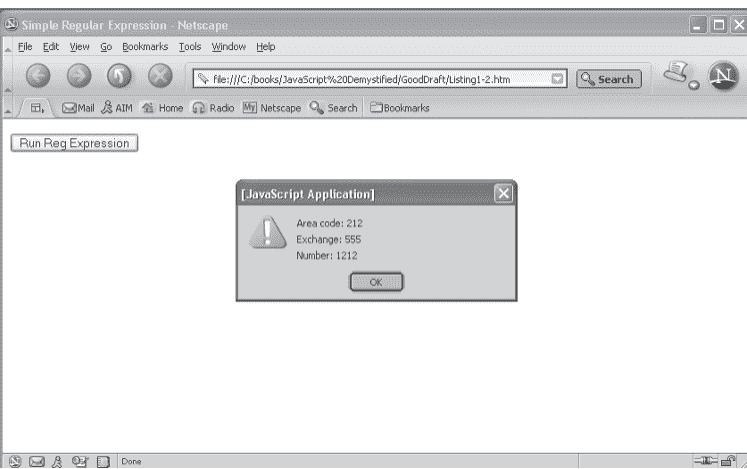 Simple Regular Expression - Netscape
File Edit View Go Bookmarks Tools Window Help
file:///C:/books/JavaScript%20Demystified/GoodDraft/Listing1-2.htm Search N
Mail AIM Home Radio My Netscape Search Bookmarks
Run Reg Expression
[JavaScript Application]
Area code: 212
Exchange: 555
Number: 1212
OK
Done